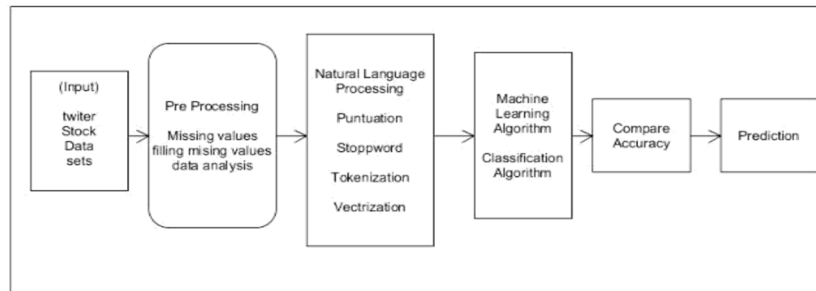 (Input)
twiter
Stock
Data
sets
Pre Processing
Missing values
filling mising values
data analysis
Natural Language
Processing
Puntuation
Stoppword
Tokenization
Vectrization
Machine
Learning
Algorithm
Classification
Algorithm
Compare
Accuracy
Prediction